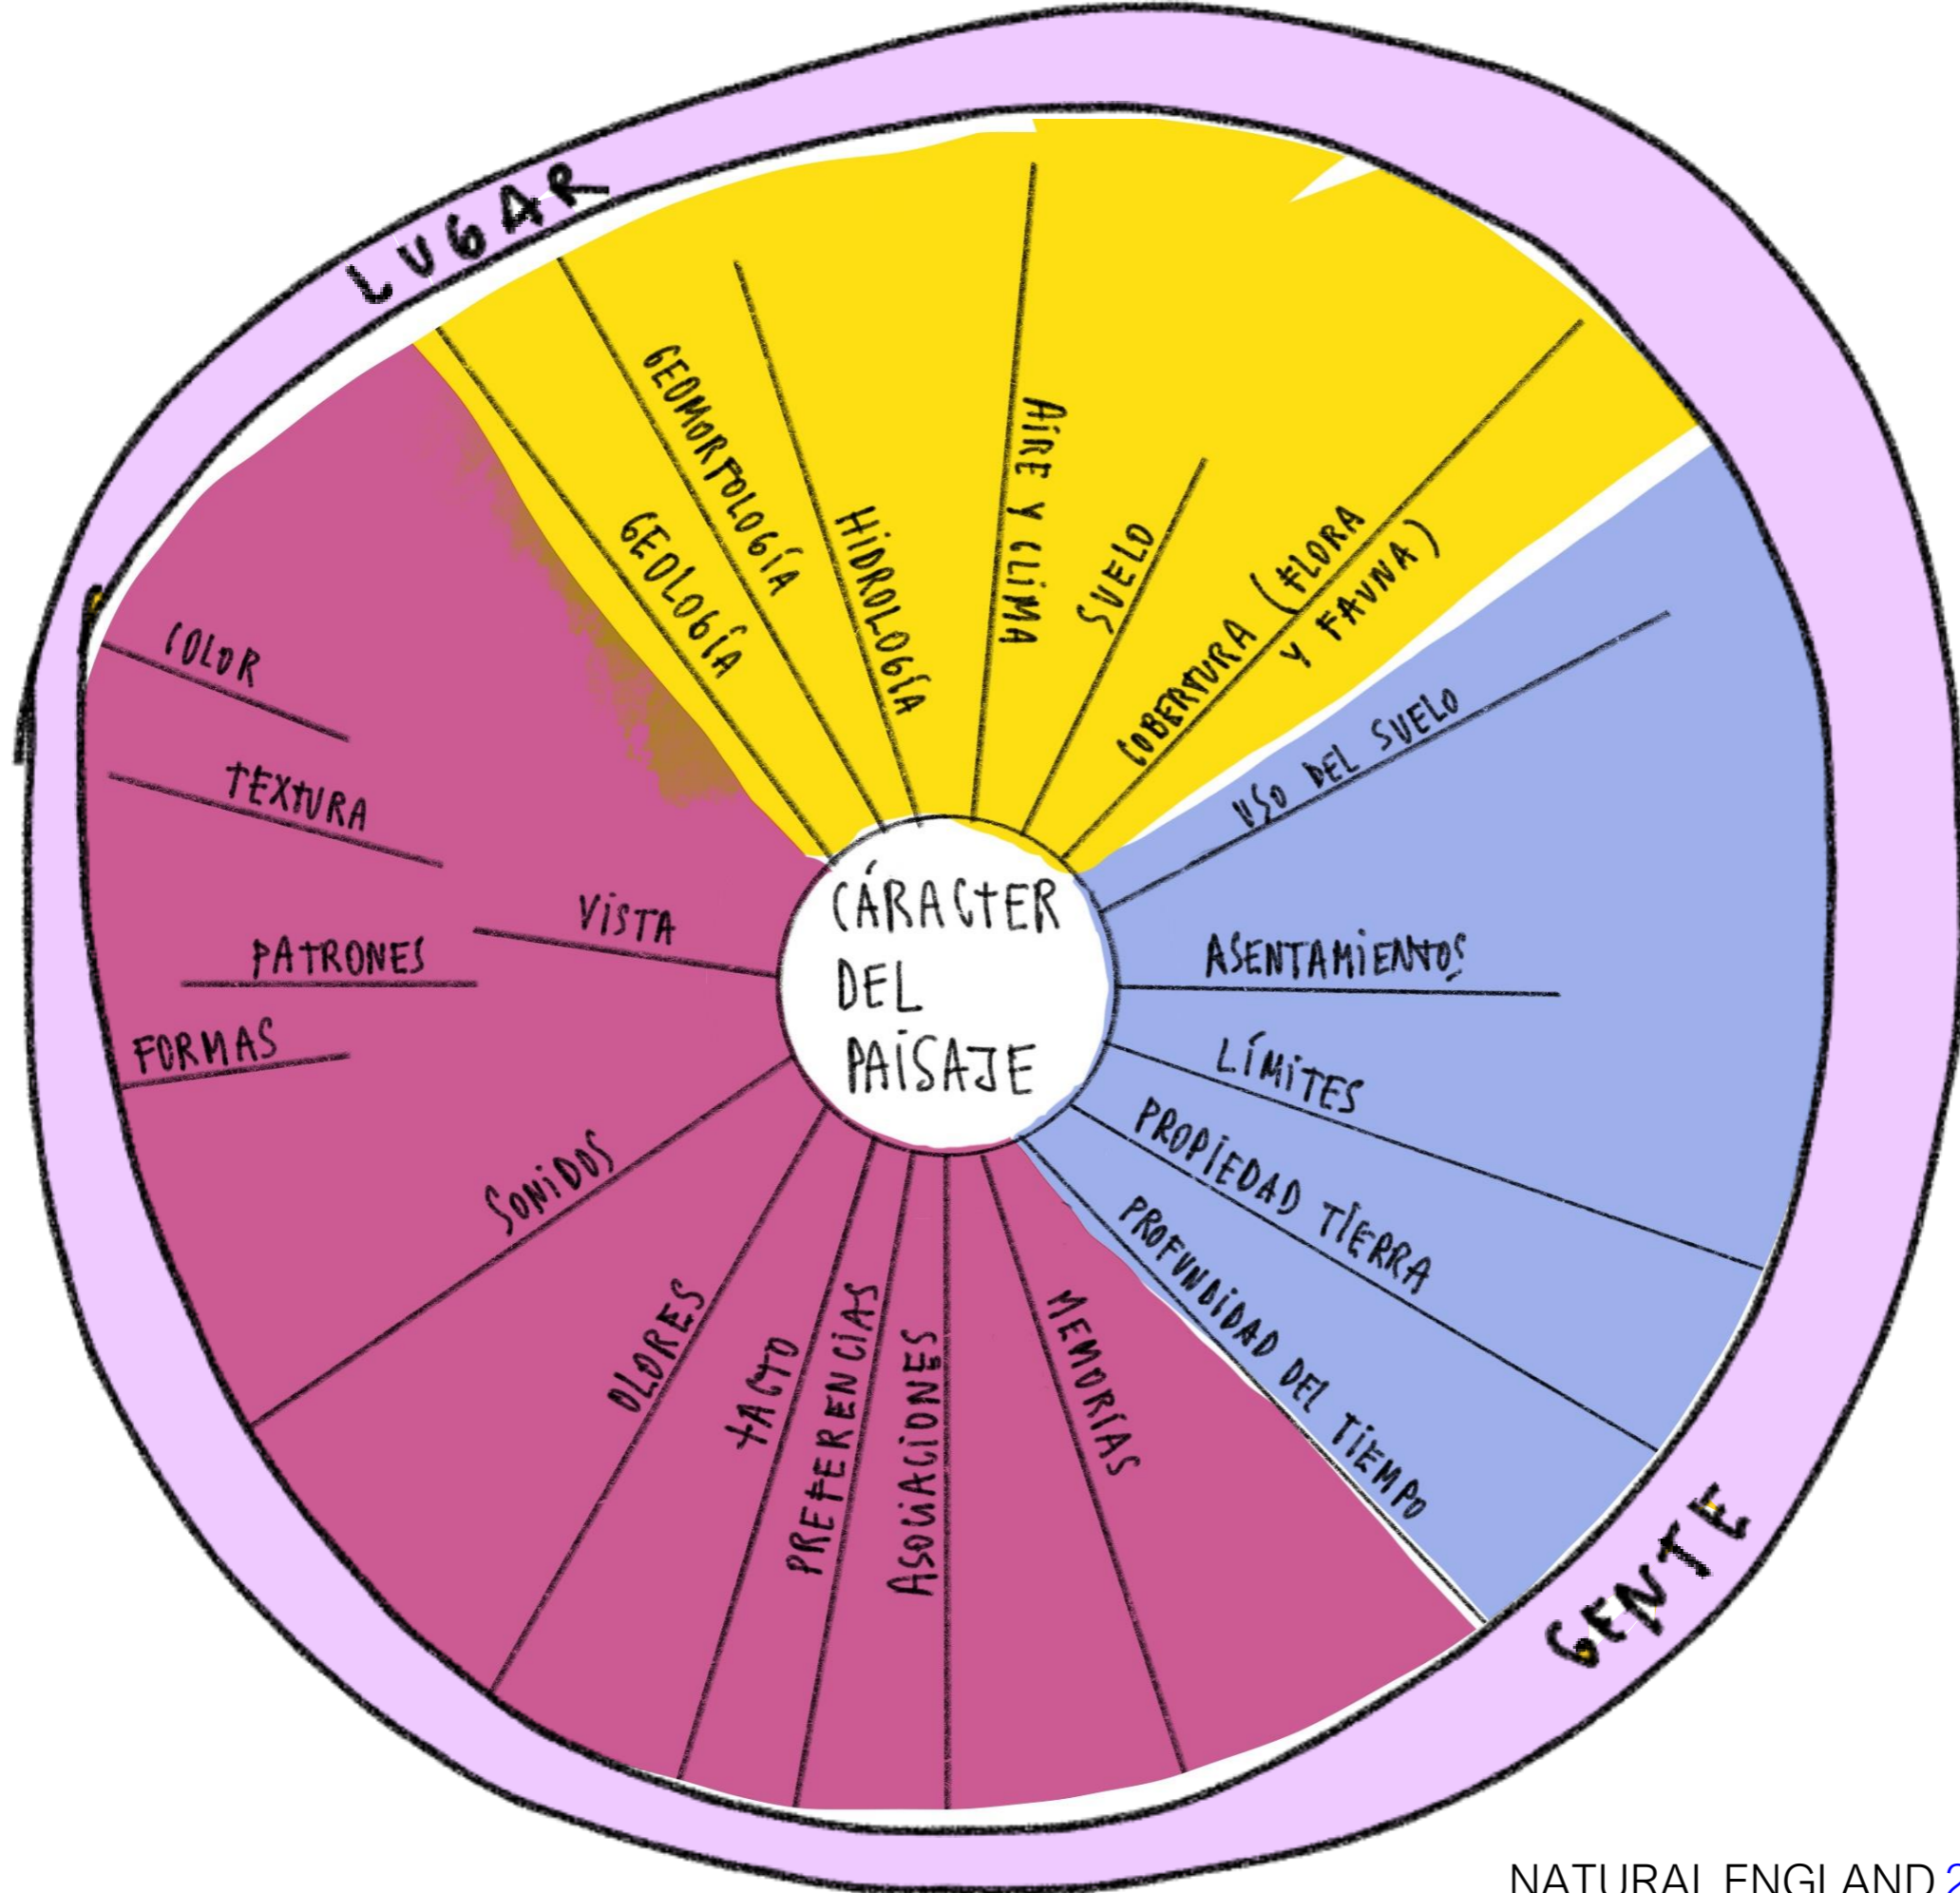 LUGAR
GEOLOGÍA
GEOMORFOLOGÍA
HIDROLOGÍA
AIRE Y CLIMA
SUELO
COBERTURA (FLORA
Y FAUNA)
USO DEL SUELO
ASENTAMIENTOS
LÍMITES
PROPIEDAD TIERRA
PROFUNDIDAD DEL TIEMPO
MEMORÍAS
ASOCIACIONES
PREFERENCIAS
TACTO
OLORES
SONIDOS
VISTA
COLOR
TEXTURA
PATRONES
FORMAS
CÁRACTER
DEL
PAISAJE
GENTE
NATURAL ENGLAND